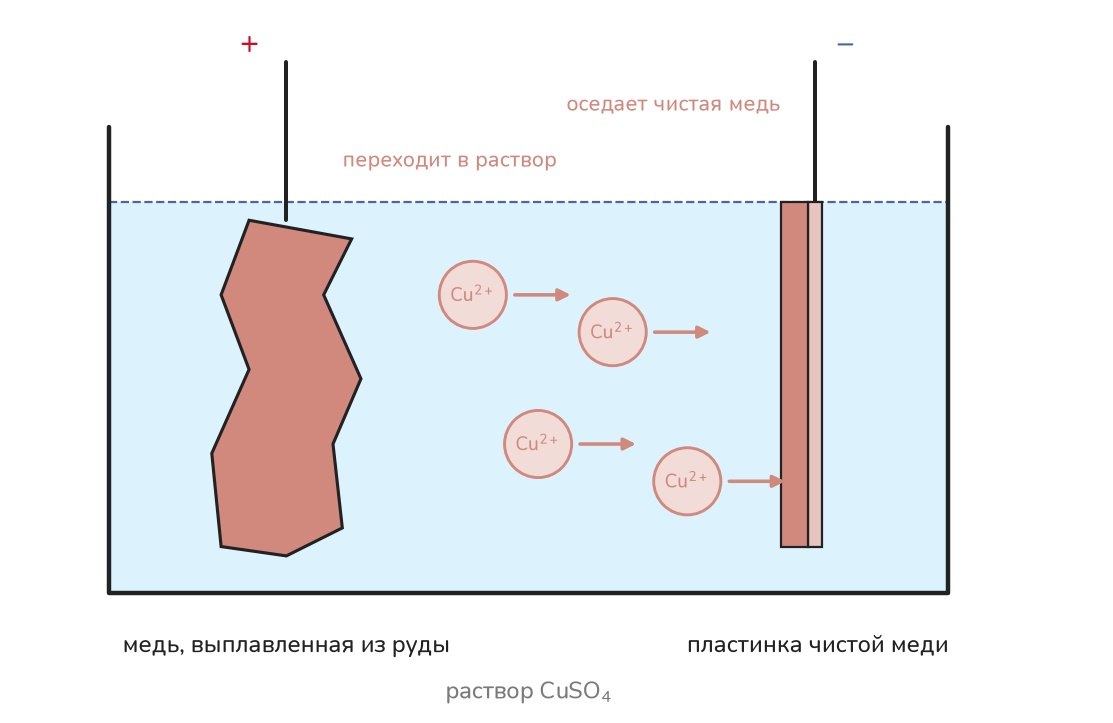 +
−
оседает чистая медь
переходит в раствор
Cu²⁺
Cu²⁺
Cu²⁺
Cu²⁺
медь, выплавленная из руды
пластинка чистой меди
раствор CuSO₄